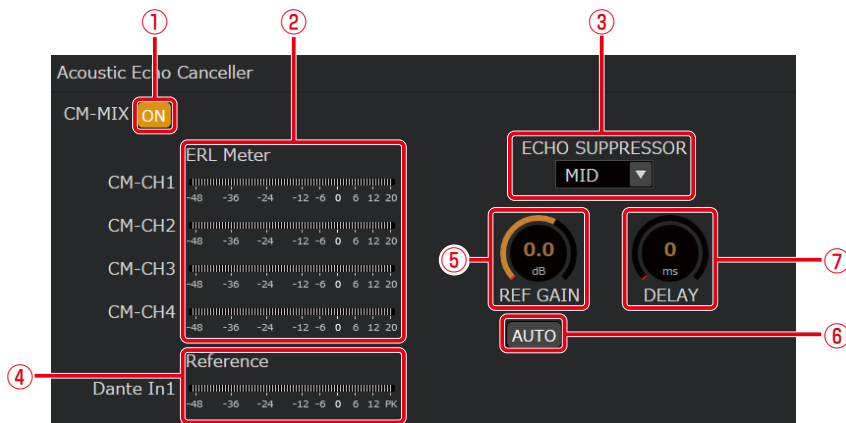 ① ② ③
Acoustic Echo Canceller
CM-MIX ON
ERL Meter
CM-CH1
-48 -36 -24 -12 -6 0 6 12 20
CM-CH2
-48 -36 -24 -12 -6 0 6 12 20
CM-CH3
-48 -36 -24 -12 -6 0 6 12 20
CM-CH4
-48 -36 -24 -12 -6 0 6 12 20
④
Reference
Dante In1
-48 -36 -24 -12 -6 0 6 12 PK
ECHO SUPPRESSOR
MID
⑤
0.0
dB
REF GAIN
0
ms
DELAY
⑦
AUTO
⑥